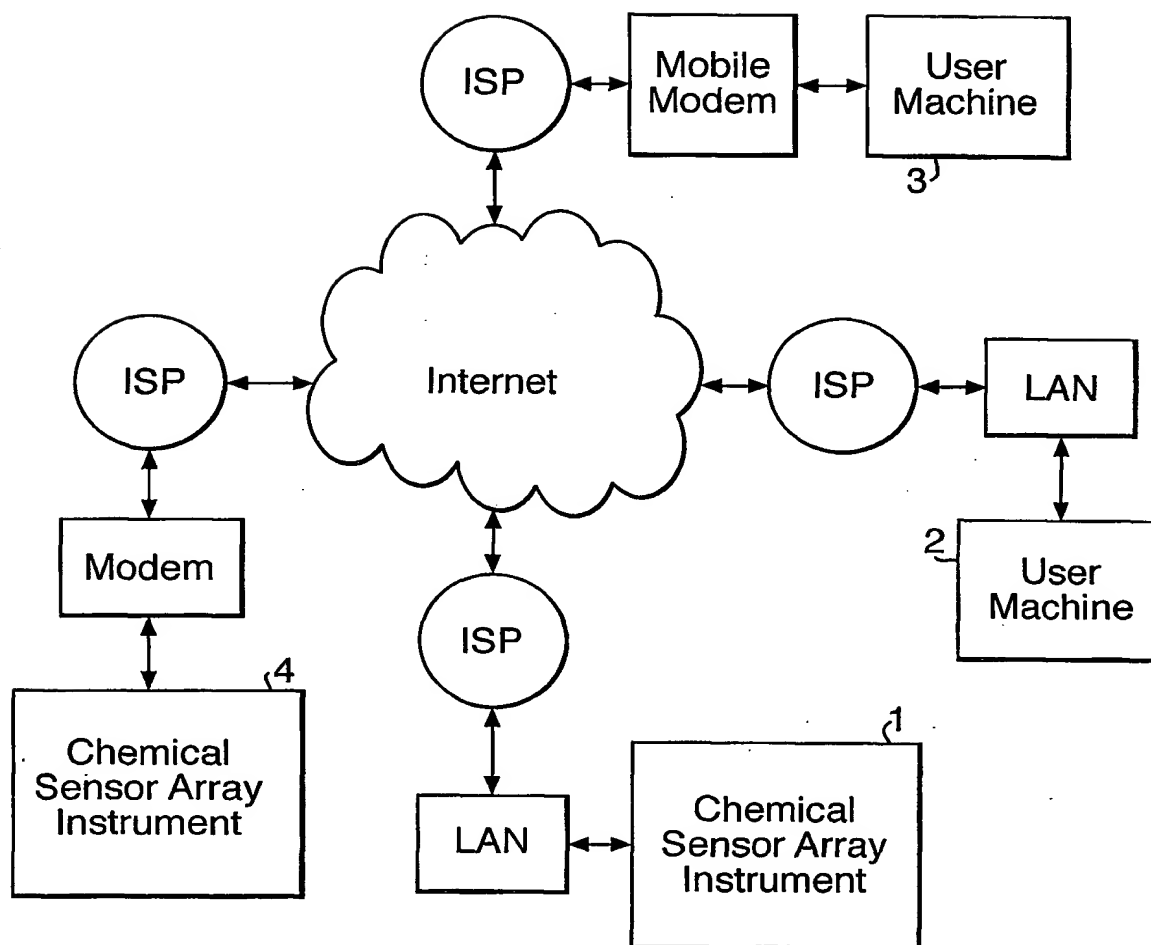 ISP
Mobile
Modem
User
Machine
3
ISP
Internet
ISP
LAN
Modem
ISP
2
User
Machine
4
Chemical
Sensor Array
Instrument
LAN
1
Chemical
Sensor Array
Instrument